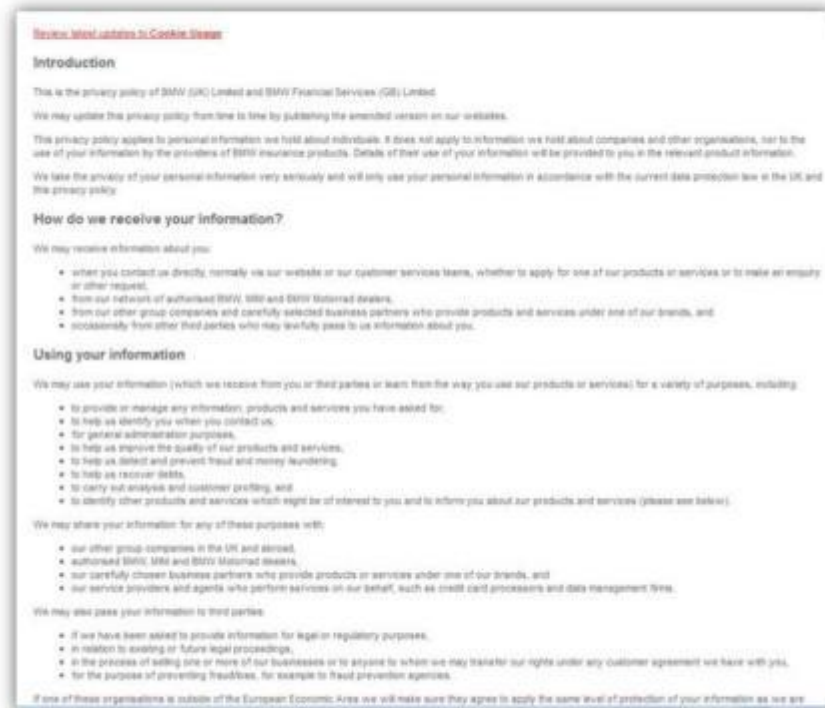 Review latest updates to Cookie Usage
Introduction
This is the privacy policy of BMW (UK) Limited and BMW Financial Services (GB) Limited.
We may update this privacy policy from time to time by publishing the amended version on our websites.
This privacy policy applies to personal information we hold about individuals. It does not apply to information we hold about companies and other organisations, nor to the
use of your information by the providers of BMW insurance products. Details of their use of your information will be provided to you in the relevant product information.
We take the privacy of your personal information very seriously and will only use your personal information in accordance with the current data protection law in the UK and
this privacy policy.
How do we receive your information?
We may receive information about you:
• when you contact us directly, normally via our website or our customer services teams, whether to apply for one of our products or services or to make an enquiry
or other request,
• from our network of authorised BMW, MINI and BMW Motorrad dealers,
• from our other group companies and carefully selected business partners who provide products and services under one of our brands, and
• occasionally from other third parties who may lawfully pass to us information about you.
Using your information
We may use your information (which we receive from you or third parties or learn from the way you use our products or services) for a variety of purposes, including:
• to provide or manage any information, products and services you have asked for,
• to help us identify you when you contact us,
• for general administration purposes,
• to help us improve the quality of our products and services,
• to help us detect and prevent fraud and money laundering,
• to help us recover debts,
• to carry out analysis and customer profiling, and
• to identify other products and services which might be of interest to you and to inform you about our products and services (please see below).
We may share your information for any of these purposes with:
• our other group companies in the UK and abroad,
• authorised BMW, MINI and BMW Motorrad dealers,
• our carefully chosen business partners who provide products or services under one of our brands, and
• our service providers and agents who perform services on our behalf, such as credit card processors and data management firms.
We may also pass your information to third parties:
• if we have been asked to provide information for legal or regulatory purposes,
• in relation to existing or future legal proceedings,
• in the process of selling one or more of our businesses or to anyone to whom we may transfer our rights under any customer agreement we have with you,
• for the purpose of preventing fraud/loss, for example to fraud prevention agencies.
If one of these organisations is outside of the European Economic Area we will make sure they agree to apply the same level of protection of your information as we are